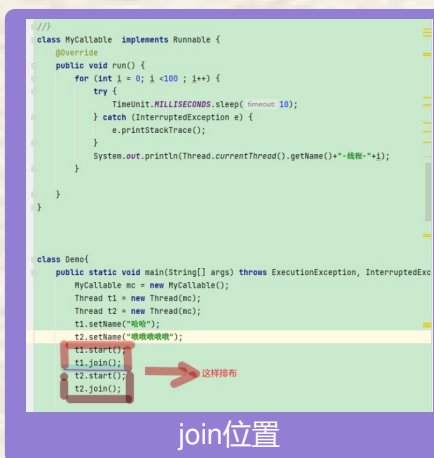 //}
class MyCallable  implements Runnable {
@Override
public void run() {
for (int i = 0; i <100 ; i++) {
try {
TimeUnit.MILLISECONDS.sleep( timeout: 10);
} catch (InterruptedException e) {
e.printStackTrace();
}
System.out.println(Thread.currentThread().getName()+"-线程-"+i);
}
}
}
class Demo{
public static void main(String[] args) throws ExecutionException, InterruptedExc
MyCallable mc = new MyCallable();
Thread t1 = new Thread(mc);
Thread t2 = new Thread(mc);
t1.setName("哈哈");
t2.setName("哦哦哦哦哦");
t1.start();
t1.join();
t2.start();
t2.join();
这样排布
join位置